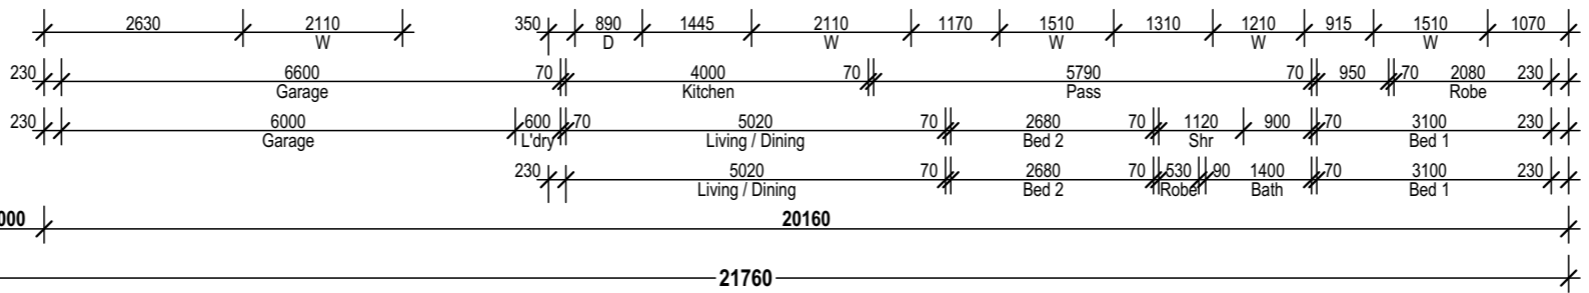 2630 2110 350 890 1445 2110 1170 1510 1310 1210 915 1510 1070
W D W W W W
230 6600 70 4000 70 5790 70 950 70 2080 230
Garage Kitchen Pass Robe
230 6000 600 70 5020 70 2680 70 1120 900 70 3100 230
Garage L'dry Living / Dining Bed 2 Shr Bed 1
230 5020 70 2680 70 530 90 1400 70 3100 230
Living / Dining Bed 2 Robe Bath Bed 1
000 20160
21760